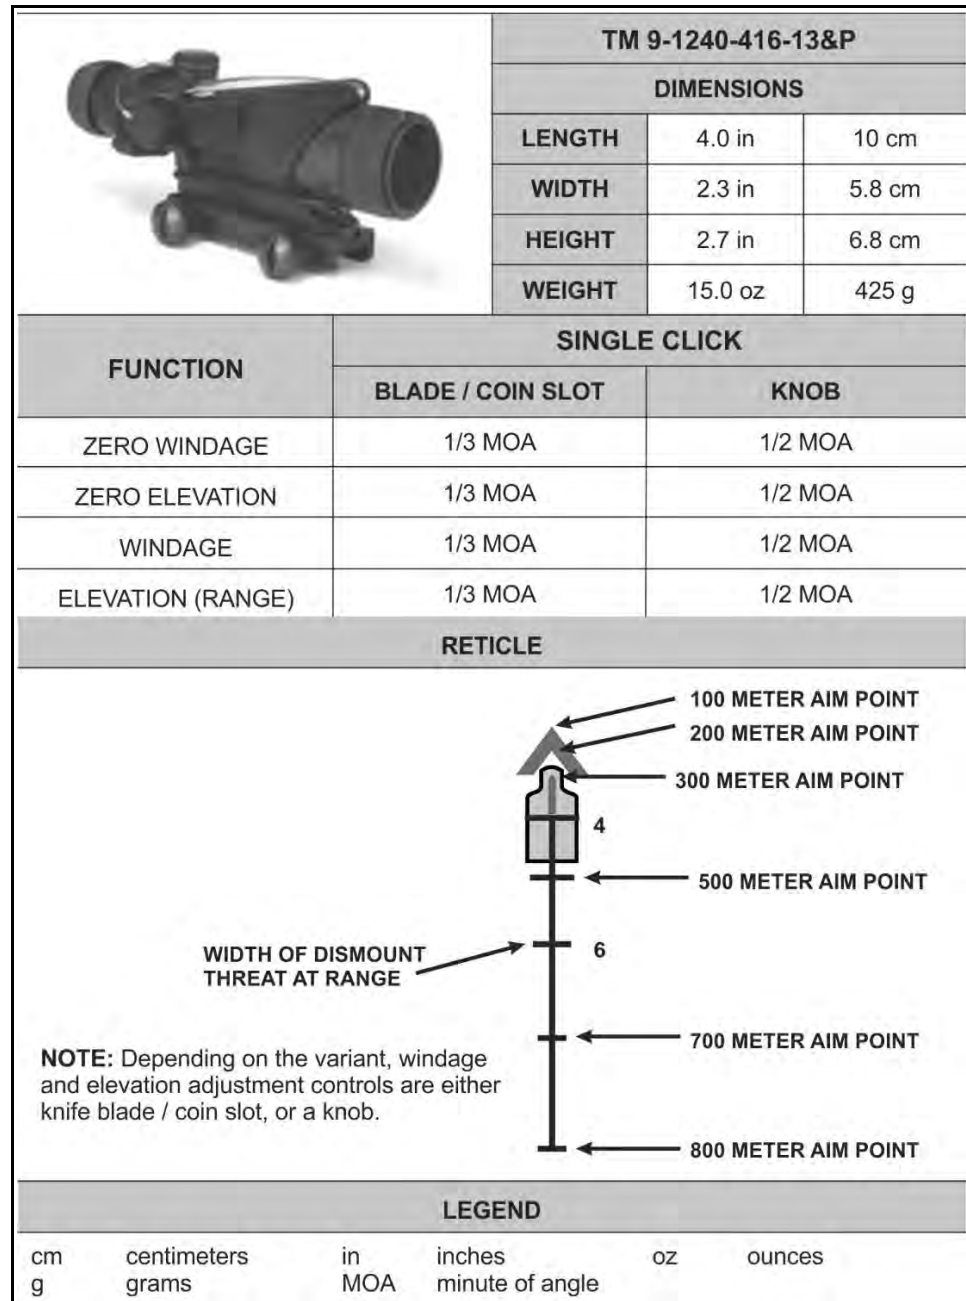 TM 9-1240-416-13&P
DIMENSIONS
LENGTH 4.0 in 10 cm
WIDTH 2.3 in 5.8 cm
HEIGHT 2.7 in 6.8 cm
WEIGHT 15.0 oz 425 g
FUNCTION
SINGLE CLICK
BLADE / COIN SLOT KNOB
ZERO WINDAGE 1/3 MOA 1/2 MOA
ZERO ELEVATION 1/3 MOA 1/2 MOA
WINDAGE 1/3 MOA 1/2 MOA
ELEVATION (RANGE) 1/3 MOA 1/2 MOA
RETICLE
100 METER AIM POINT
200 METER AIM POINT
300 METER AIM POINT
4
500 METER AIM POINT
WIDTH OF DISMOUNT
THREAT AT RANGE
6
700 METER AIM POINT
NOTE: Depending on the variant, windage
and elevation adjustment controls are either
knife blade / coin slot, or a knob.
800 METER AIM POINT
LEGEND
cm centimeters in inches oz ounces
g grams MOA minute of angle